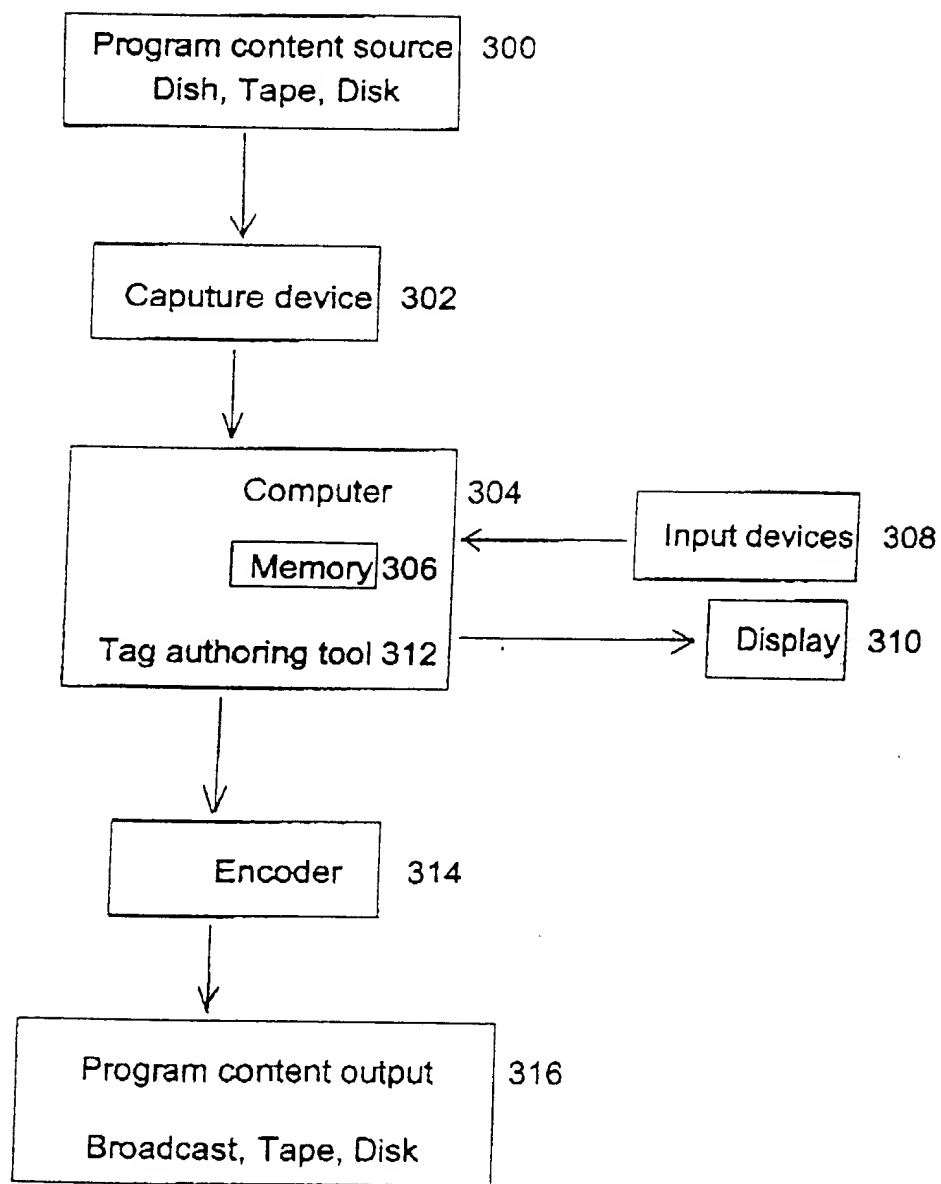 Program content source 300
Dish, Tape, Disk
Caputure device 302
Computer 304
Input devices 308
Memory 306
Tag authoring tool 312
Display 310
Encoder 314
Program content output 316
Broadcast, Tape, Disk